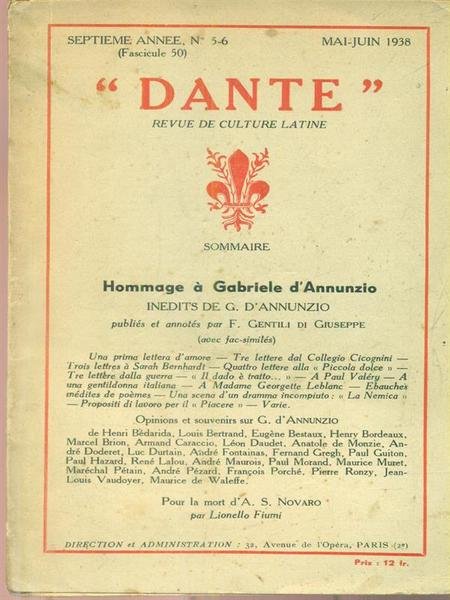 SEPTIEME ANNEE, N° 5-6
(Fascicule 50)
MAI-JUIN 1938
" DANTE "
REVUE DE CULTURE LATINE
SOMMAIRE
Hommage à Gabriele d'Annunzio
INEDITS DE G. D'ANNUNZIO
publiés et annotés par F. GENTILI DI GIUSEPPE
(avec fac-similés)
Una prima lettera d'amore — Tre lettere dal Collegio Cicognini —
Trois lettres à Sarah Bernhardt — Quattro lettere alla « Piccola dolce » —
Tre lettere dalla guerra — « Il dado è tratto... » — A Paul Valéry — A
una gentildonna italiana — A Madame Georgette Leblanc — Ebauches
inédites de poèmes — Una scena d'un dramma incompiuto : « La Nemica »
— Propositi di lavoro per il « Piacere » — Varie.
Opinions et souvenirs sur G. d'ANNUNZIO
de Henri Bédarida, Louis Bertrand, Eugène Bestaux, Henry Bordeaux,
Marcel Brion, Armand Caraccio, Léon Daudet, Anatole de Monzie, An-
dré Doderet, Luc Durtain, André Fontainas, Fernand Gregh, Paul Guiton,
Paul Hazard, René Lalou, André Maurois, Paul Morand, Maurice Muret,
Maréchal Pétain, André Pézard, François Porché, Pierre Ronzy, Jean-
Louis Vaudoyer, Maurice de Waleffe.
Pour la mort d'A. S. NOVARO
par Lionello Fiumi
DIRECTION et ADMINISTRATION : 32, Avenue de l'Opéra, PARIS (2e)
Prix : 12 fr.